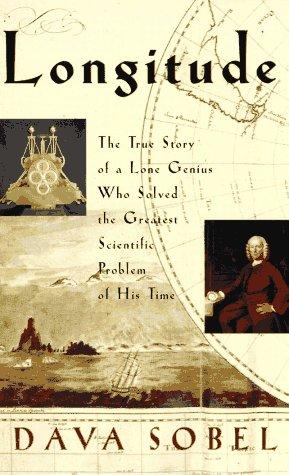 Longitude
The True Story
of a Lone Genius
Who Solved
the Greatest
Scientific
Problem
of His Time
DAVA SOBEL